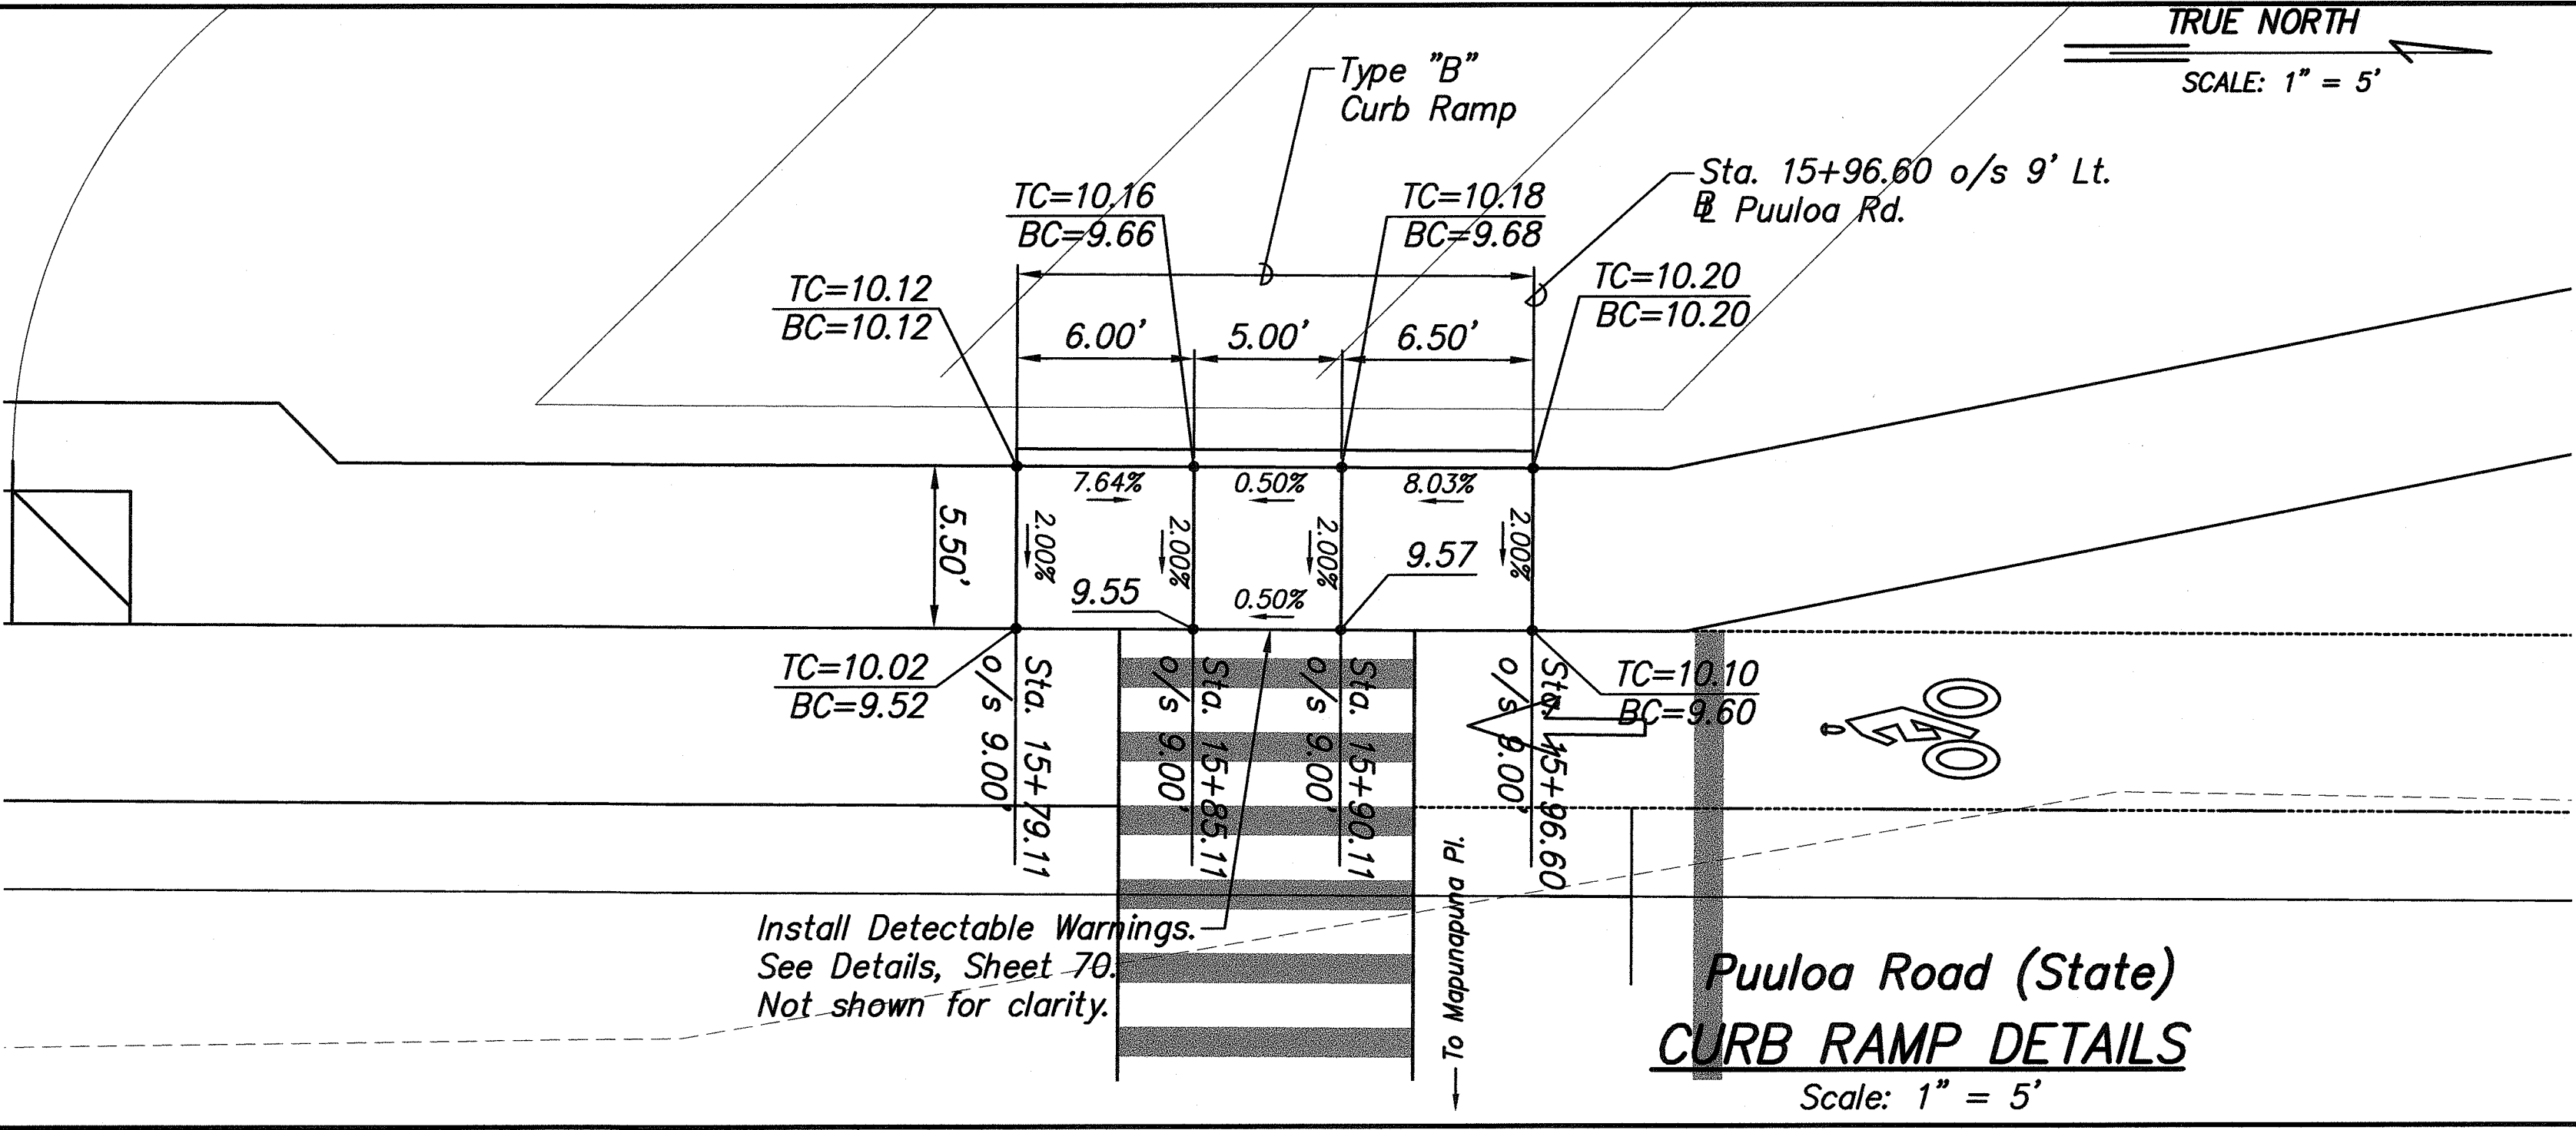 TRUE NORTH
SCALE: 1" = 5'
Type "B"
Curb Ramp
Sta. 15+96.60 o/s 9' Lt.
BL Puuloa Rd.
TC=10.16
BC=9.66
TC=10.18
BC=9.68
TC=10.12
BC=10.12
TC=10.20
BC=10.20
6.00'
5.00'
6.50'
7.64%
0.50%
8.03%
5.50'
2.00%
2.00%
2.00%
2.00%
9.55
9.57
0.50%
TC=10.02
BC=9.52
TC=10.10
BC=9.60
Sta. 15+79.11
o/s 9.00'
Sta. 15+85.11
o/s 9.00'
Sta. 15+90.11
o/s 9.00'
Sta. 15+96.60
o/s 9.00'
Install Detectable Warnings.
See Details, Sheet 70.
Not shown for clarity.
To Mapunapuna Pl.
Puuloa Road (State)
CURB RAMP DETAILS
Scale: 1" = 5'